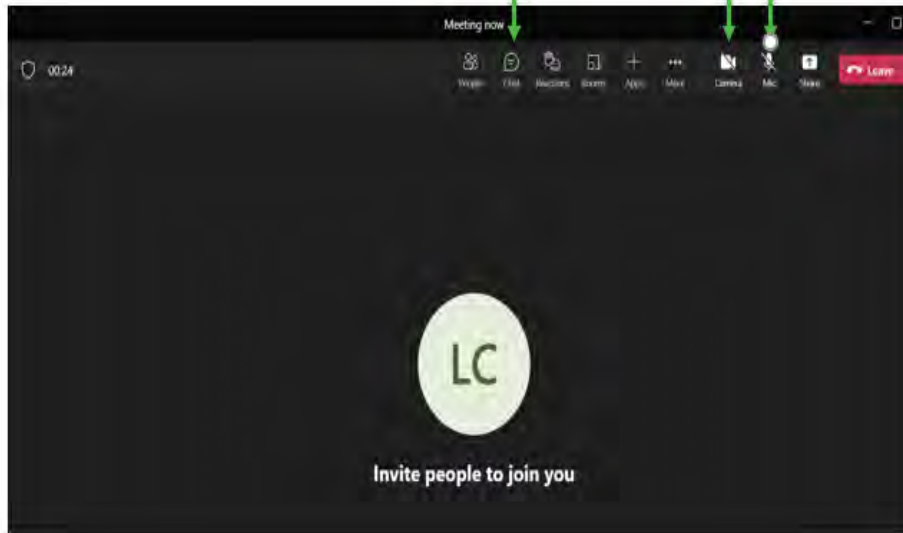 Meeting now
00:24
People Chat Reactions Rooms Apps More Camera Mic Share Leave
LC
Invite people to join you